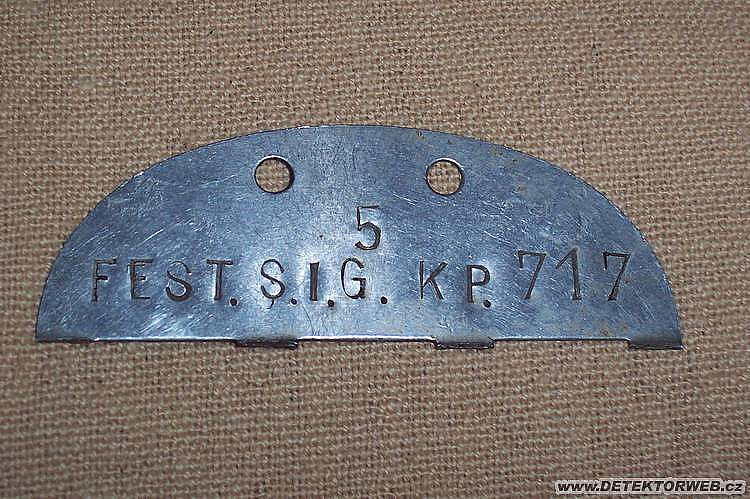 5
FEST. S.I.G. KP. 717
www.DETEKTORWEB.cz